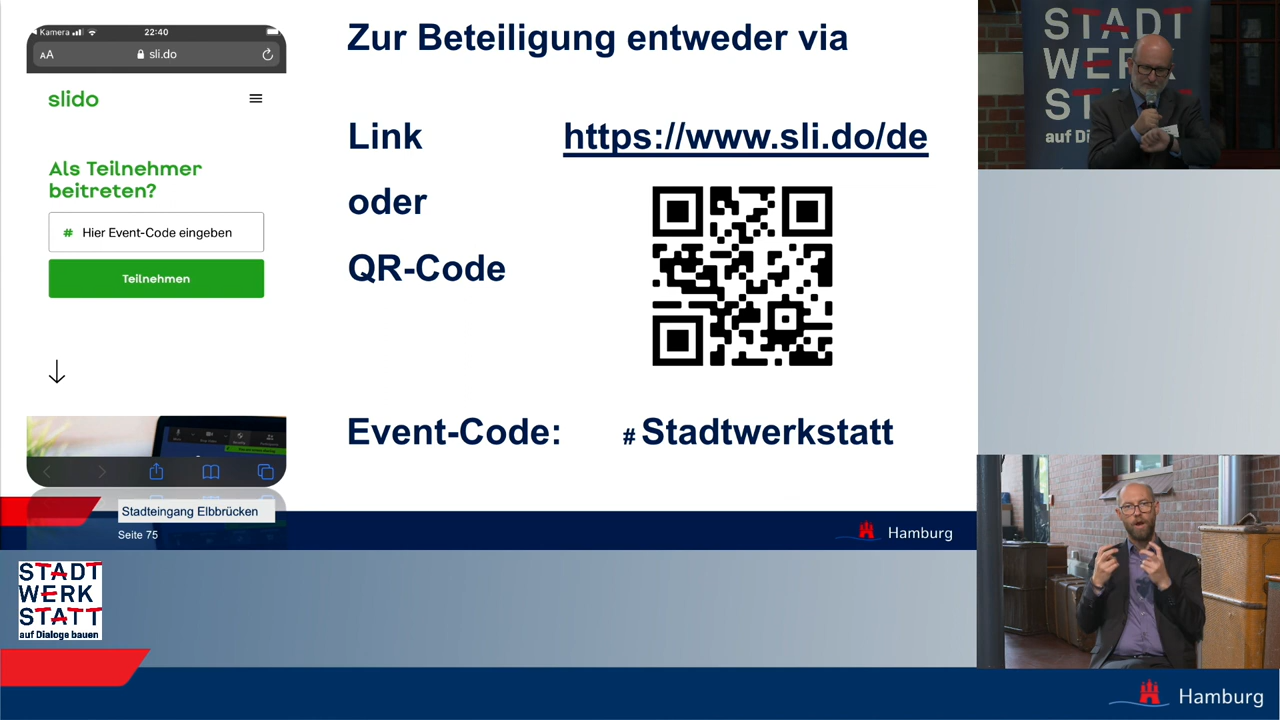 Kamera
22:40
AA
sli.do
slido
Als Teilnehmer
beitreten?
# Hier Event-Code eingeben
Teilnehmen
Zur Beteiligung entweder via
Link https://www.sli.do/de
oder
QR-Code
Event-Code: # Stadtwerkstatt
Stadteingang Elbbrücken
Seite 75
Hamburg
STADT
WERK
STATT
auf Dialoge bauen
STADT
WERK
auf
Hamburg